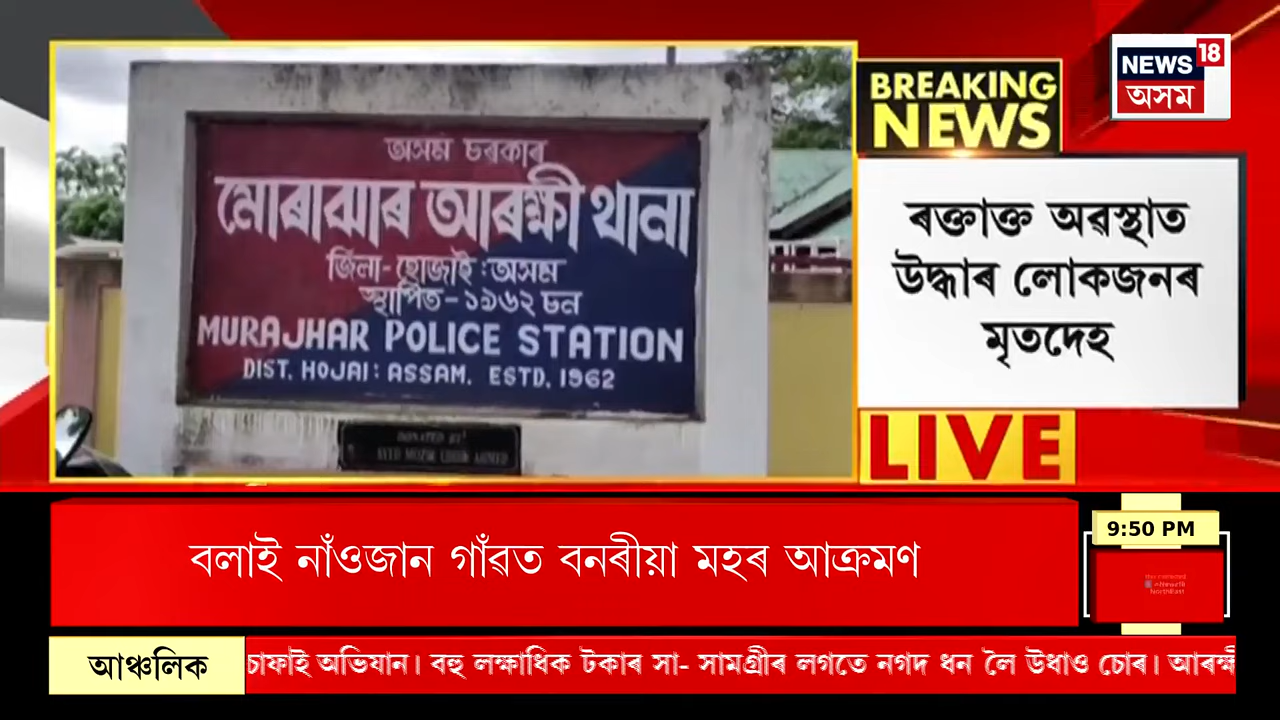 অসম চৰকাৰ
মোৰাঝাৰ আৰক্ষী থানা
জিলা-হোজাই:অসম
স্থাপিত-১৯৬২ চন
MURAJHAR POLICE STATION
DIST. HOJAI: ASSAM. ESTD. 1962
DONATED BY
BREAKING
NEWS
NEWS 18
অসম
ৰক্তাক্ত অৱস্থাত
উদ্ধাৰ লোকজনৰ
মৃতদেহ
LIVE
বলাই নাঁওজান গাঁৱত বনৰীয়া মহৰ আক্ৰমণ
9:50 PM
আঞ্চলিক
চাফাই অভিযান। বহু লক্ষাধিক টকাৰ সা- সামগ্ৰীৰ লগতে নগদ ধন লৈ উধাও চোৰ। আৰক্ষী